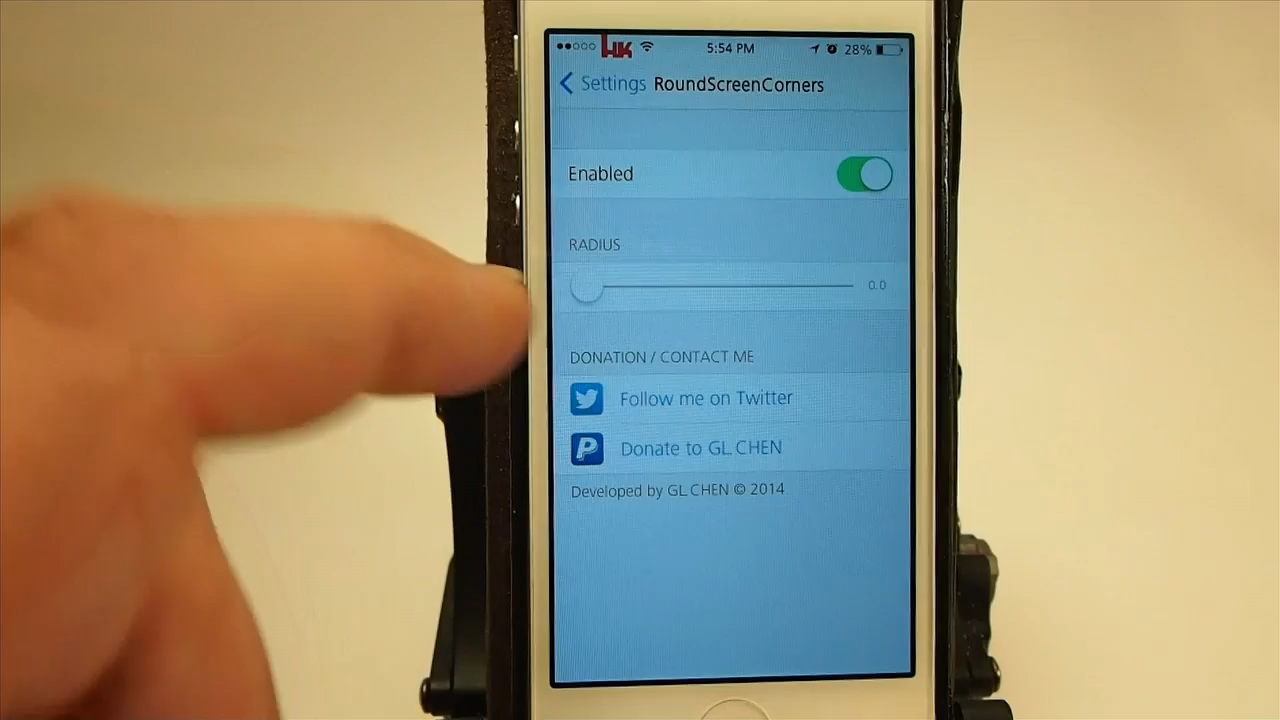 HK 5:54 PM 28%
Settings RoundScreenCorners
Enabled
RADIUS
0.0
DONATION / CONTACT ME
Follow me on Twitter
Donate to GL CHEN
Developed by GL CHEN © 2014